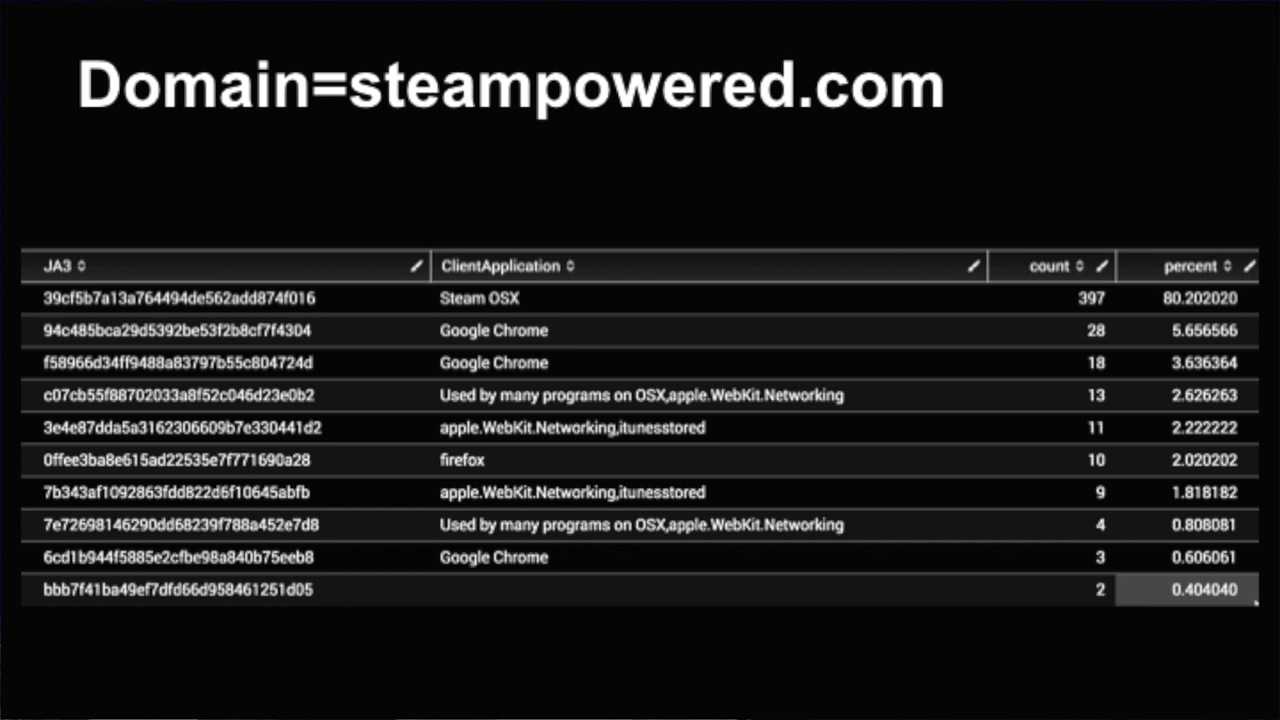 Domain=steampowered.com
JA3 ClientApplication count percent
39cf5b7a13a764494de562add874f016 Steam OSX 397 80.202020
94c485bca29d5392be53f2b8cf7f4304 Google Chrome 28 5.656566
f58966d34ff9488a83797b55c804724d Google Chrome 18 3.636364
c07cb55f88702033a8f52c046d23e0b2 Used by many programs on OSX,apple.WebKit.Networking 13 2.626263
3e4e87dda5a3162306609b7e330441d2 apple.WebKit.Networking,itunesstored 11 2.222222
0ffee3ba8e615ad22535e7f771690a28 firefox 10 2.020202
7b343af1092863fdd822d6f10645abfb apple.WebKit.Networking,itunesstored 9 1.818182
7e72698146290dd68239f788a452e7d8 Used by many programs on OSX,apple.WebKit.Networking 4 0.808081
6cd1b944f5885e2cfbe98a840b75eeb8 Google Chrome 3 0.606061
bbb7f41ba49ef7dfd66d958461251d05 2 0.404040